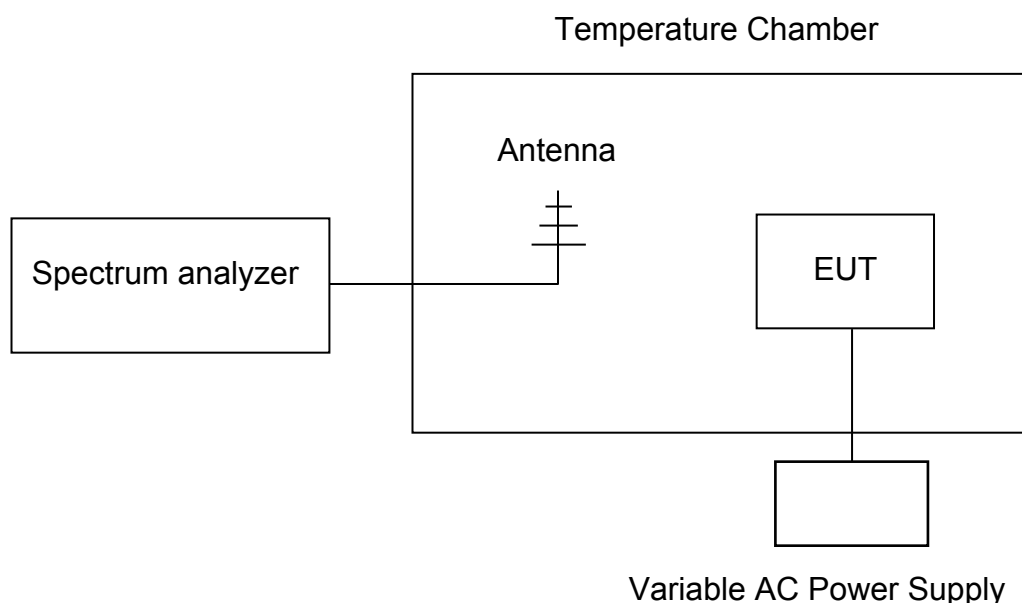 Temperature Chamber
Antenna
Spectrum analyzer
EUT
Variable AC Power Supply